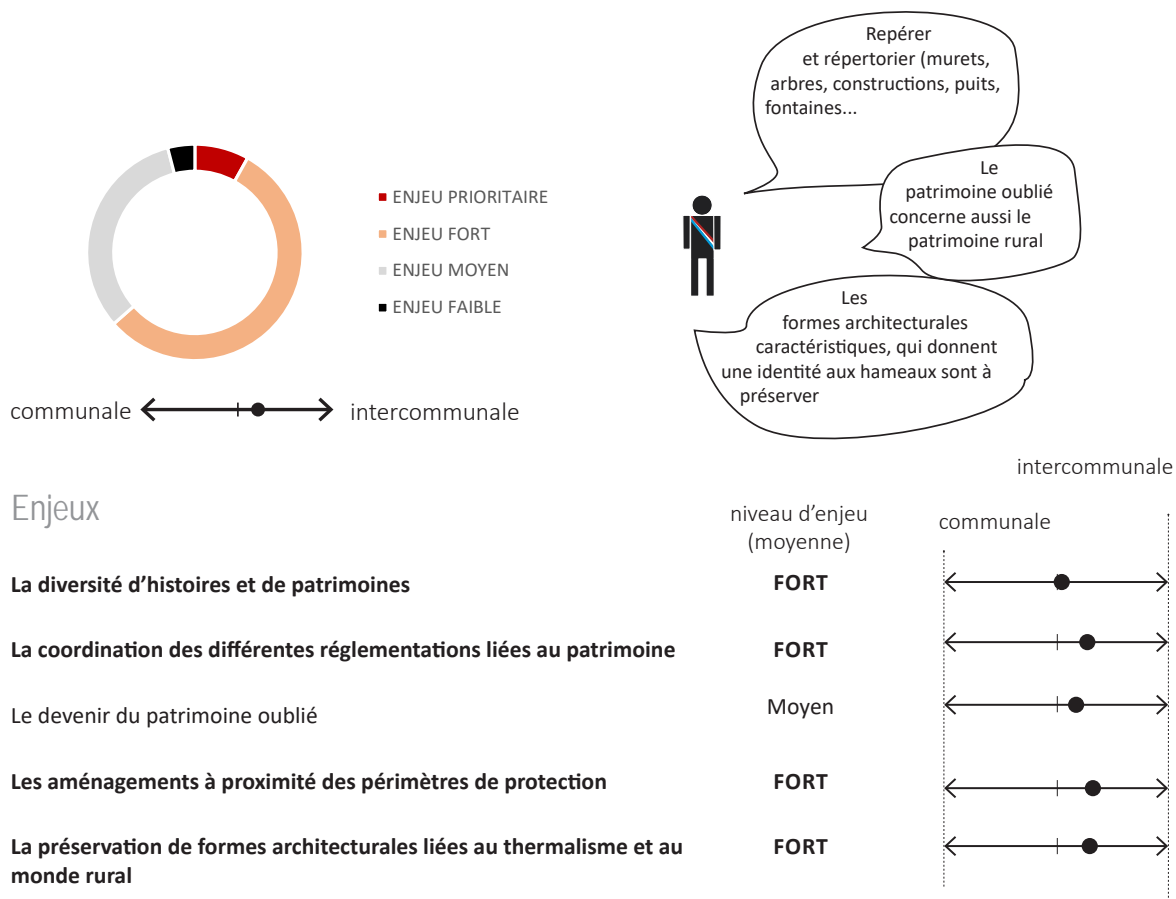 Repérer
et répertorier (murets,
arbres, constructions, puits,
fontaines...
Le
patrimoine oublié
concerne aussi le
patrimoine rural
Les
formes architecturales
caractéristiques, qui donnent
une identité aux hameaux sont à
préserver
ENJEU PRIORITAIRE
ENJEU FORT
ENJEU MOYEN
ENJEU FAIBLE
communale
intercommunale
Enjeux
niveau d'enjeu
(moyenne)
communale
intercommunale
La diversité d'histoires et de patrimoines
FORT
La coordination des différentes réglementations liées au patrimoine
FORT
Le devenir du patrimoine oublié
Moyen
Les aménagements à proximité des périmètres de protection
FORT
La préservation de formes architecturales liées au thermalisme et au
monde rural
FORT